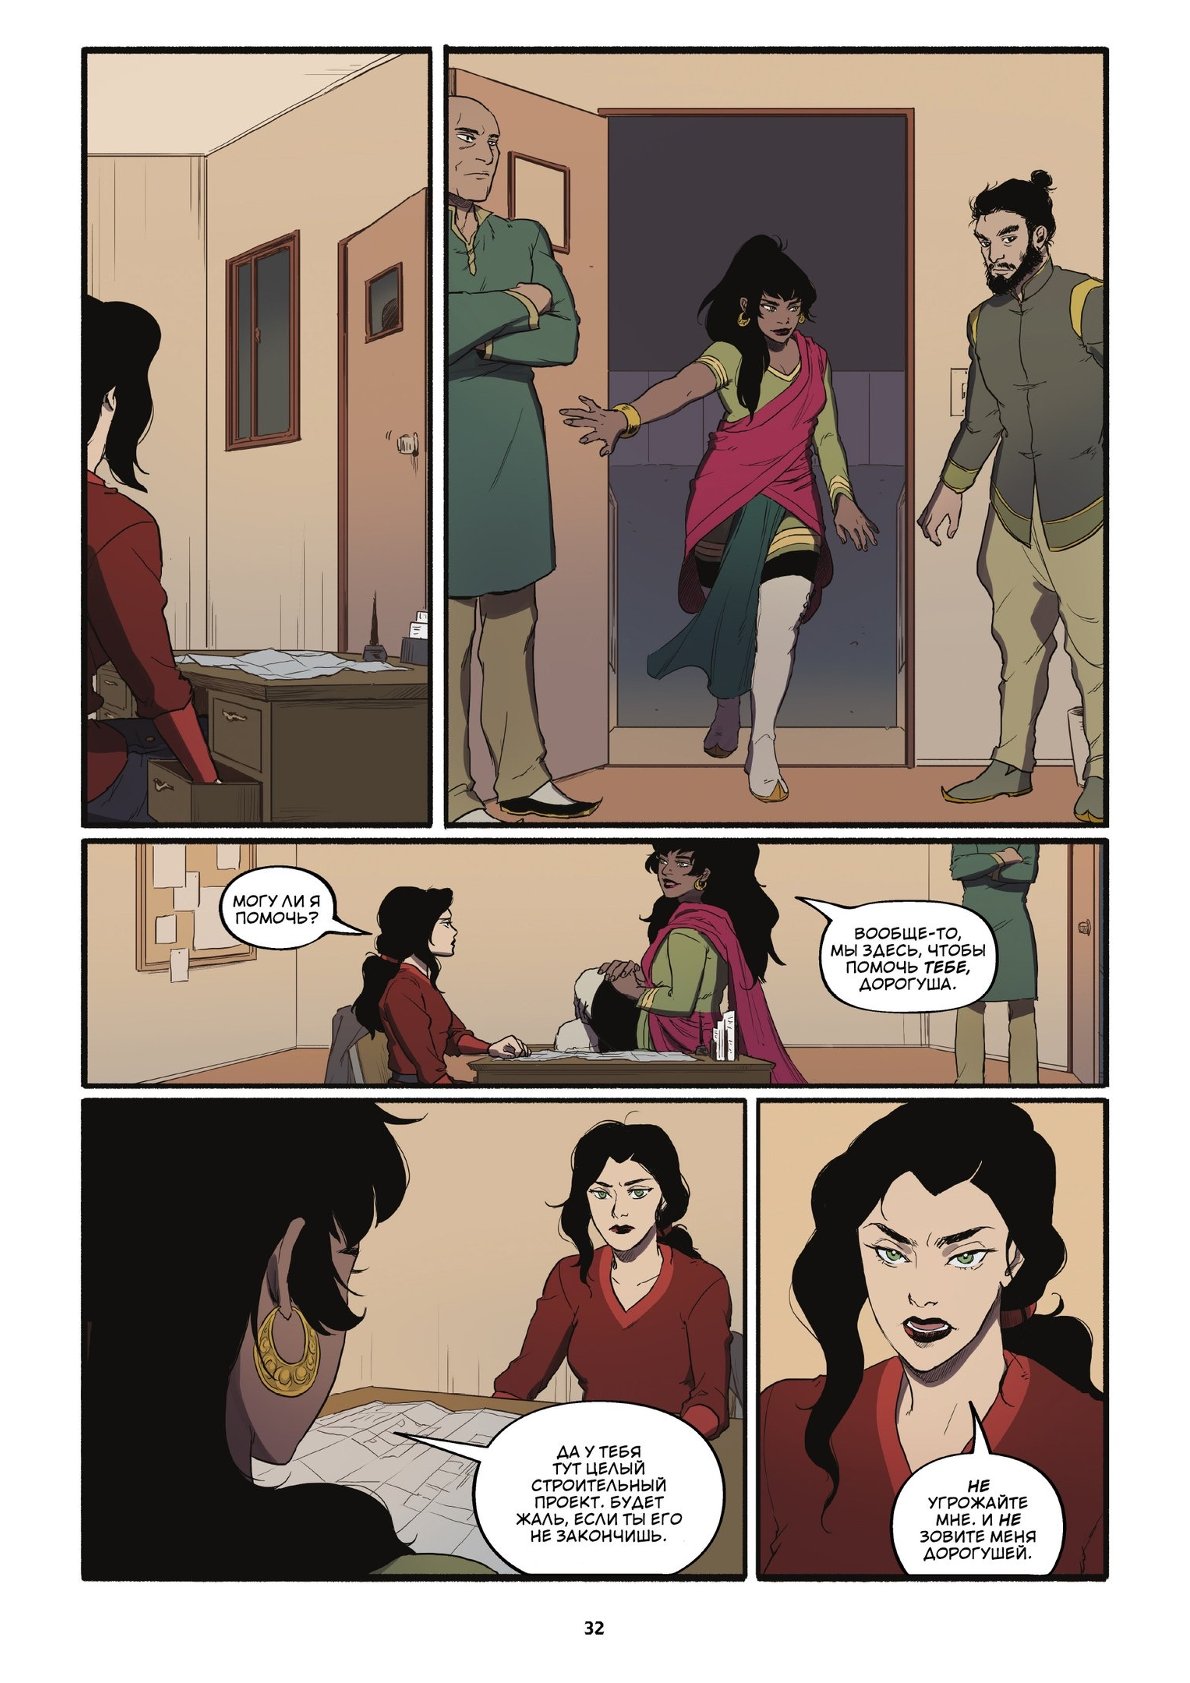 МОГУ ЛИ Я
ПОМОЧЬ?
ВООБЩЕ-ТО,
МЫ ЗДЕСЬ, ЧТОБЫ
ПОМОЧЬ ТЕБЕ,
ДОРОГУША.
ДА У ТЕБЯ
ТУТ ЦЕЛЫЙ
СТРОИТЕЛЬНЫЙ
ПРОЕКТ. БУДЕТ
ЖАЛЬ, ЕСЛИ ТЫ ЕГО
НЕ ЗАКОНЧИШЬ.
НЕ
УГРОЖАЙТЕ
МНЕ. И НЕ
ЗОВИТЕ МЕНЯ
ДОРОГУШЕЙ.
32